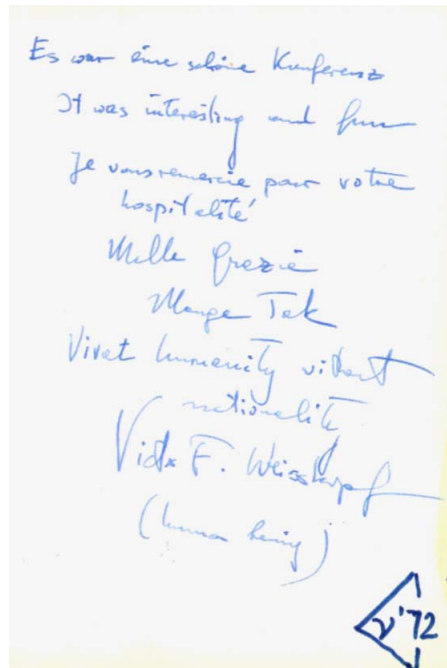 Es war eine schöne Konferenz
It was interesting and fun
Je vous remercie pour votre
hospitalité
Mille grazie
Mange Tak
Vivat humanity without
nationality
Victor F. Weisskopf
(human being)
ν'72